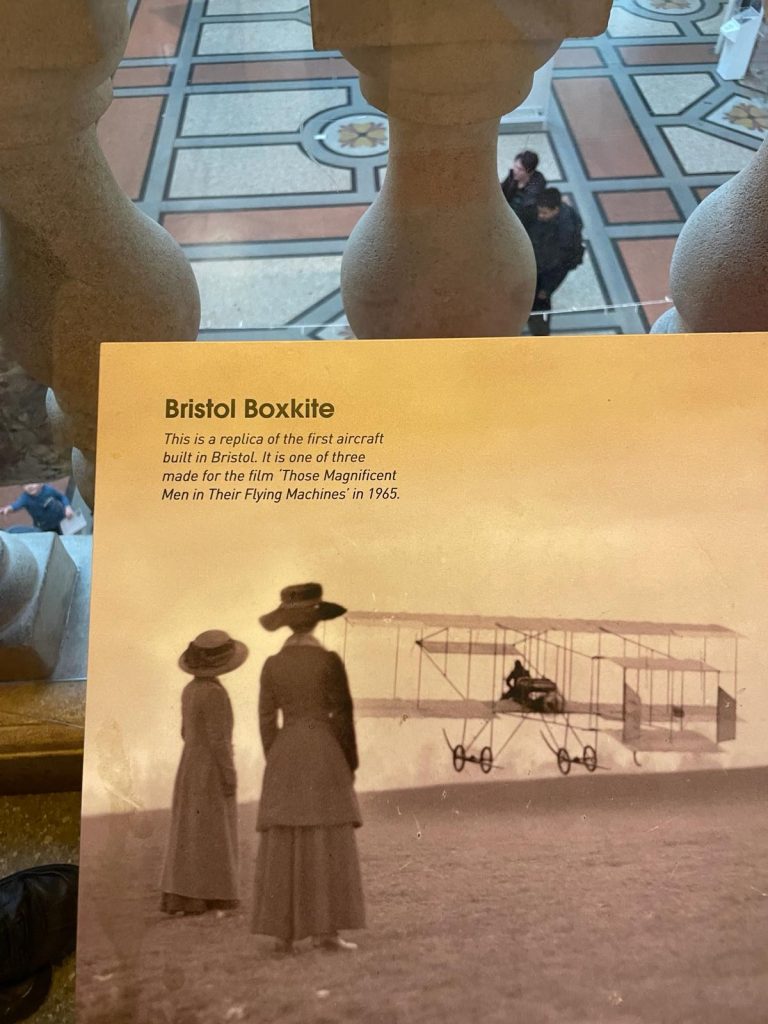 Bristol Boxkite
This is a replica of the first aircraft
built in Bristol. It is one of three
made for the film ‘Those Magnificent
Men in Their Flying Machines’ in 1965.